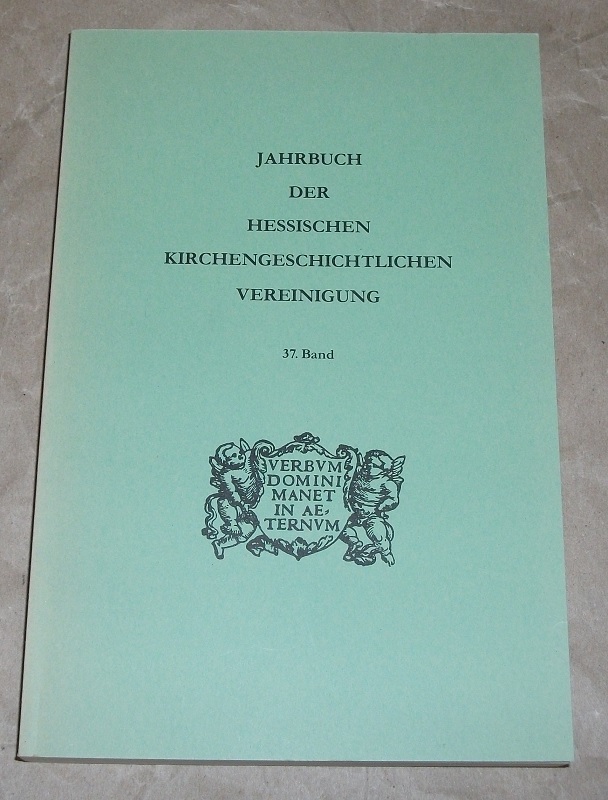 JAHRBUCH
DER
HESSISCHEN
KIRCHENGESCHICHTLICHEN
VEREINIGUNG
37. Band
VERBVM
DOMINI
MANET
IN AE-
TERNVM